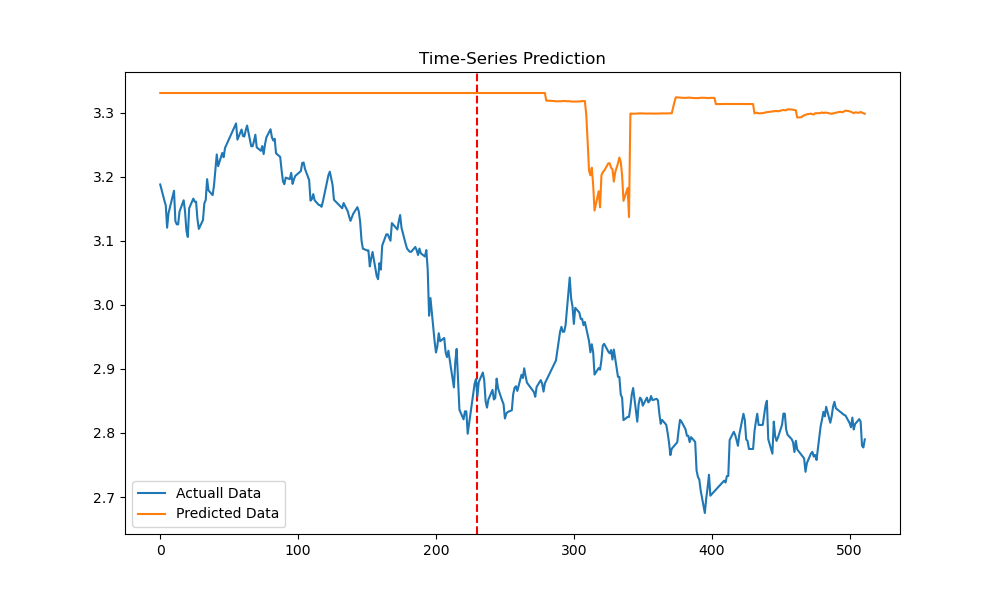 Time-Series Prediction
3.3
3.2
3.1
3.0
2.9
2.8
2.7
Actuall Data
Predicted Data
0 100 200 300 400 500